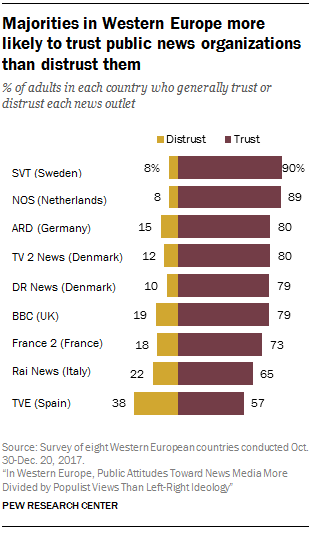 Majorities in Western Europe more
likely to trust public news organizations
than distrust them
% of adults in each country who generally trust or
distrust each news outlet
Distrust Trust
SVT (Sweden) 8% 90%
NOS (Netherlands) 8 89
ARD (Germany) 15 80
TV 2 News (Denmark) 12 80
DR News (Denmark) 10 79
BBC (UK) 19 79
France 2 (France) 18 73
Rai News (Italy) 22 65
TVE (Spain) 38 57
Source: Survey of eight Western European countries conducted Oct.
30-Dec. 20, 2017.
“In Western Europe, Public Attitudes Toward News Media More
Divided by Populist Views Than Left-Right Ideology”
PEW RESEARCH CENTER